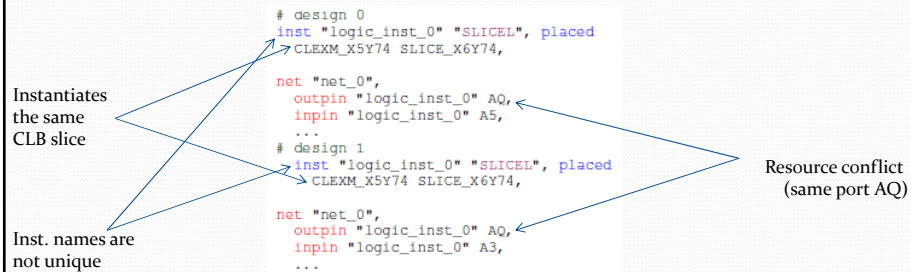 # design 0
inst "logic_inst_0" "SLICEL", placed
CLEXM_X5Y74 SLICE_X6Y74,
net "net_0",
outpin "logic_inst_0" AQ,
inpin "logic_inst_0" A5,
...
# design 1
inst "logic_inst_0" "SLICEL", placed
CLEXM_X5Y74 SLICE_X6Y74,
net "net_0",
outpin "logic_inst_0" AQ,
inpin "logic_inst_0" A3,
...
Instantiates
the same
CLB slice
Inst. names are
not unique
Resource conflict
(same port AQ)